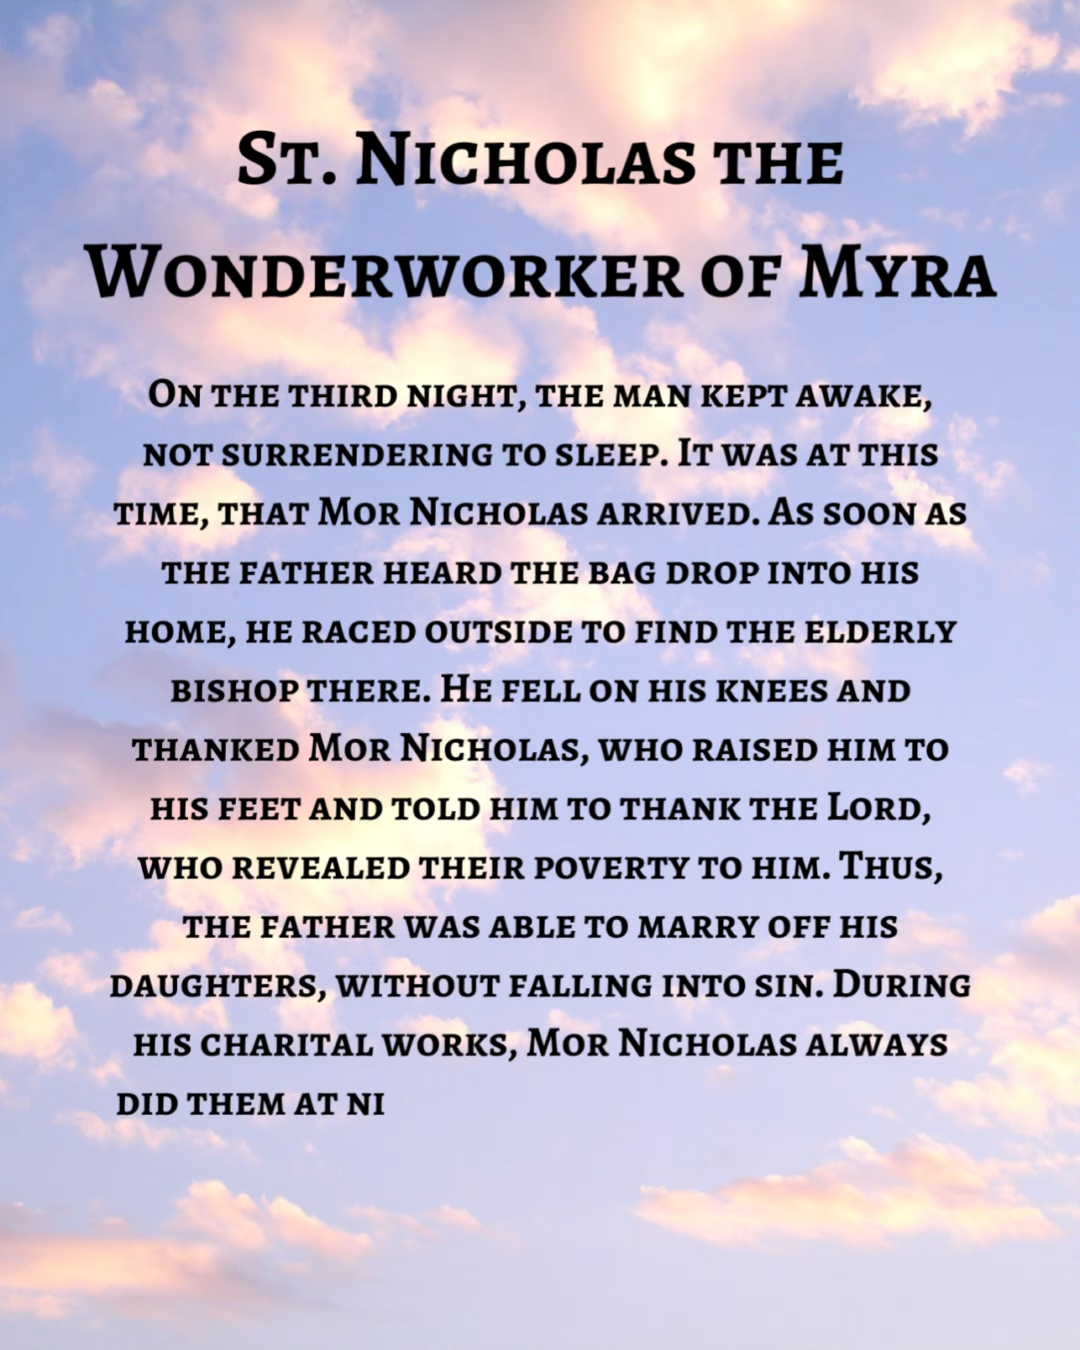 St. Nicholas the
Wonderworker of Myra
On the third night, the man kept awake,
not surrendering to sleep. It was at this
time, that Mor Nicholas arrived. As soon as
the father heard the bag drop into his
home, he raced outside to find the elderly
bishop there. He fell on his knees and
thanked Mor Nicholas, who raised him to
his feet and told him to thank the Lord,
who revealed their poverty to him. Thus,
the father was able to marry off his
daughters, without falling into sin. During
his charital works, Mor Nicholas always
did them at ni